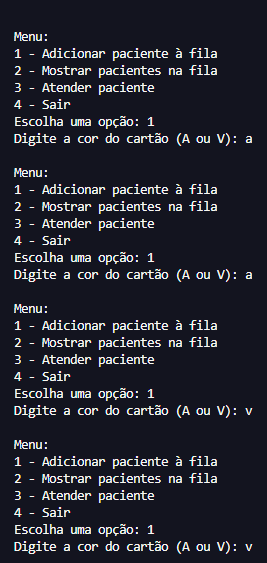 Menu:
1 - Adicionar paciente à fila
2 - Mostrar pacientes na fila
3 - Atender paciente
4 - Sair
Escolha uma opção: 1
Digite a cor do cartão (A ou V): a
Menu:
1 - Adicionar paciente à fila
2 - Mostrar pacientes na fila
3 - Atender paciente
4 - Sair
Escolha uma opção: 1
Digite a cor do cartão (A ou V): a
Menu:
1 - Adicionar paciente à fila
2 - Mostrar pacientes na fila
3 - Atender paciente
4 - Sair
Escolha uma opção: 1
Digite a cor do cartão (A ou V): v
Menu:
1 - Adicionar paciente à fila
2 - Mostrar pacientes na fila
3 - Atender paciente
4 - Sair
Escolha uma opção: 1
Digite a cor do cartão (A ou V): v